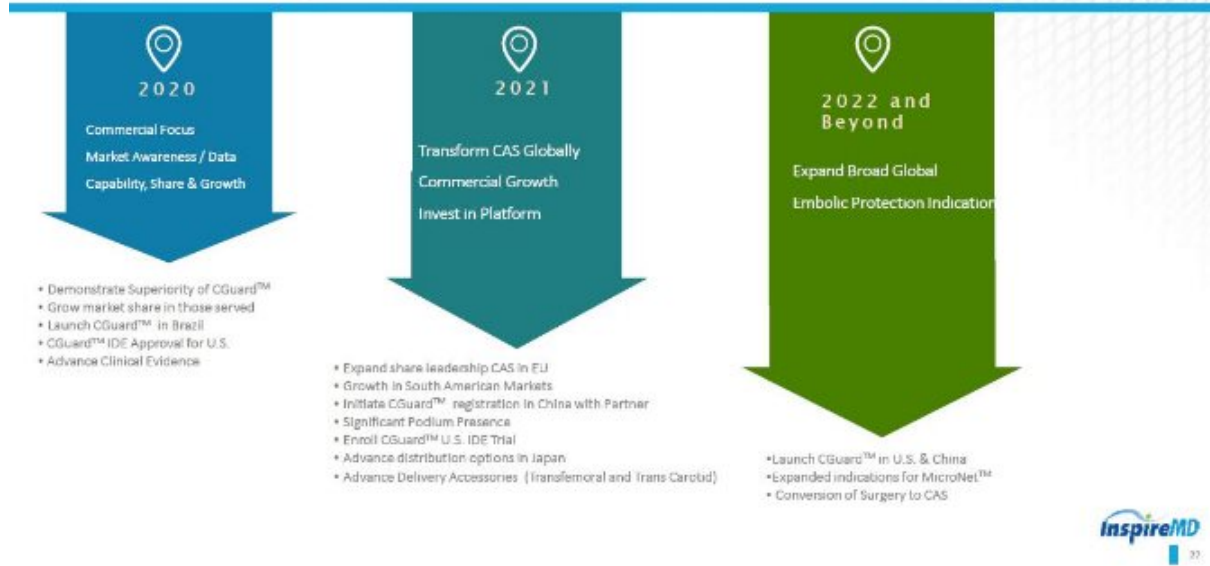 2020
Commercial Focus
Market Awareness / Data
Capability, Share & Growth
• Demonstrate Superiority of CGuard™
• Grow market share in those served
• Launch CGuard™ in Brazil
• CGuard™ IDE Approval for U.S.
• Advance Clinical Evidence
2021
Transform CAS Globally
Commercial Growth
Invest in Platform
• Expand share leadership CAS in EU
• Growth in South American Markets
• Initiate CGuard™ registration in China with Partner
• Significant Podium Presence
• Enroll CGuard™ U.S. IDE Trial
• Advance distribution options in Japan
• Advance Delivery Accessories (Transfemoral and Trans Carotid)
2022 and
Beyond
Expand Broad Global
Embolic Protection Indication
•Launch CGuard™ in U.S. & China
•Expanded indications for MicroNet™
• Conversion of Surgery to CAS
InspireMD
22